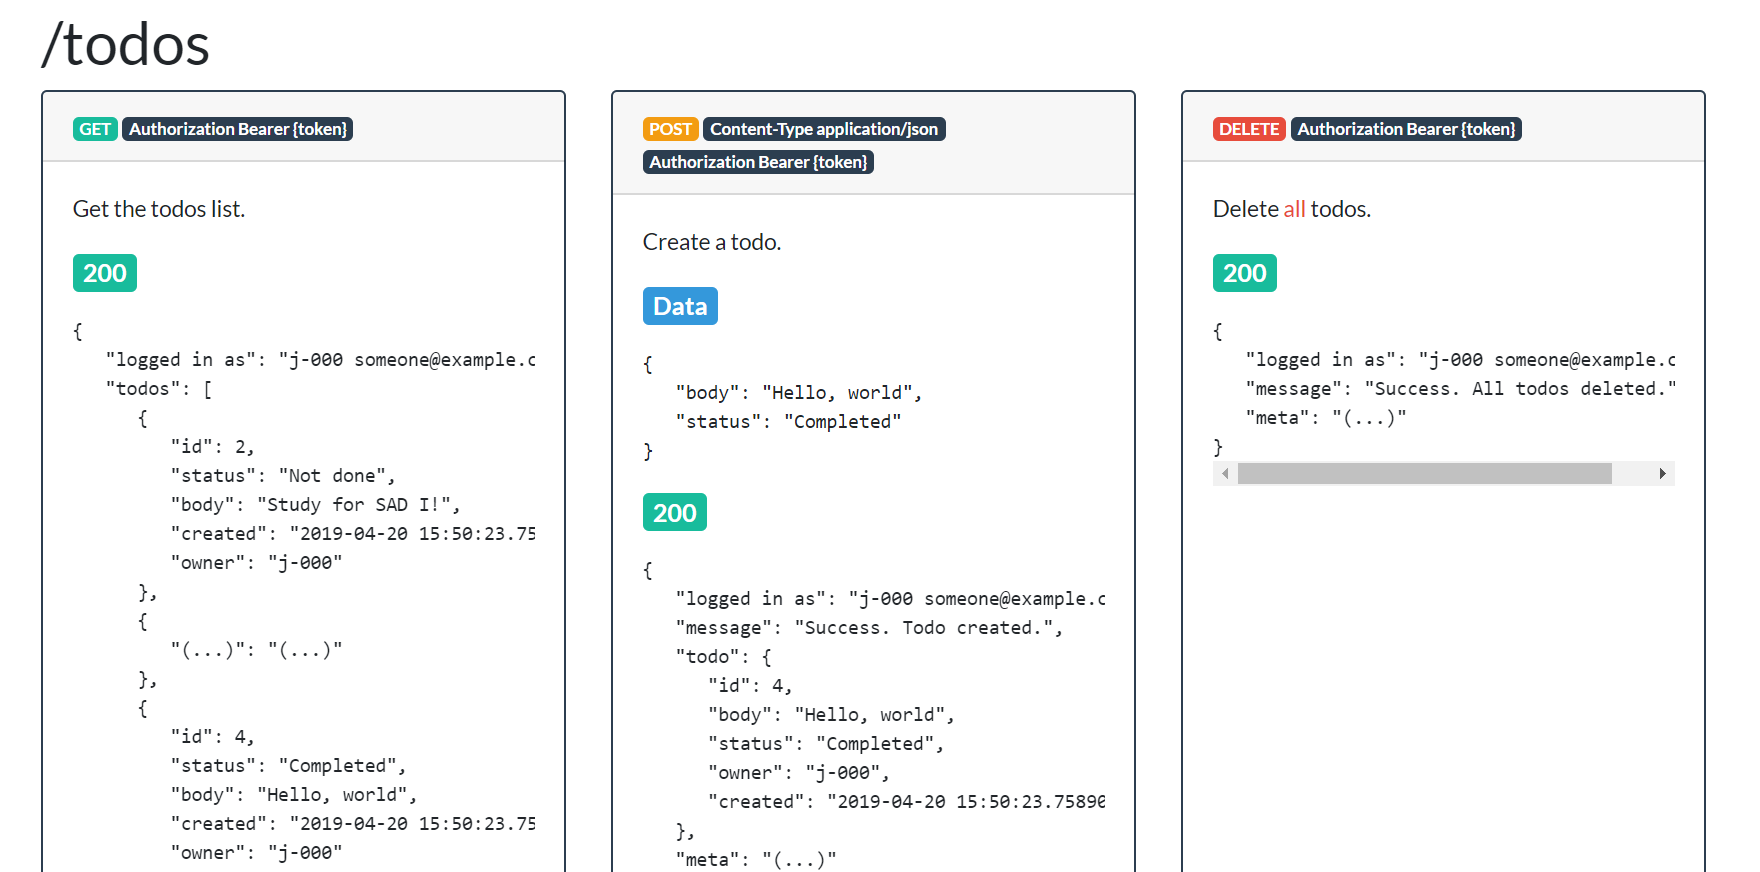 /todos
GET Authorization Bearer {token}
Get the todos list.
200
{
"logged in as": "j-000 someone@example.c
"todos": [
{
"id": 2,
"status": "Not done",
"body": "Study for SAD I!",
"created": "2019-04-20 15:50:23.75
"owner": "j-000"
},
{
"(...)": "(...)"
},
{
"id": 4,
"status": "Completed",
"body": "Hello, world",
"created": "2019-04-20 15:50:23.75
"owner": "j-000"
POST Content-Type application/json
Authorization Bearer {token}
Create a todo.
Data
{
"body": "Hello, world",
"status": "Completed"
}
200
{
"logged in as": "j-000 someone@example.c
"message": "Success. Todo created.",
"todo": {
"id": 4,
"body": "Hello, world",
"status": "Completed",
"owner": "j-000",
"created": "2019-04-20 15:50:23.75890
},
"meta": "(...)"
DELETE Authorization Bearer {token}
Delete all todos.
200
{
"logged in as": "j-000 someone@example.c
"message": "Success. All todos deleted."
"meta": "(...)"
}